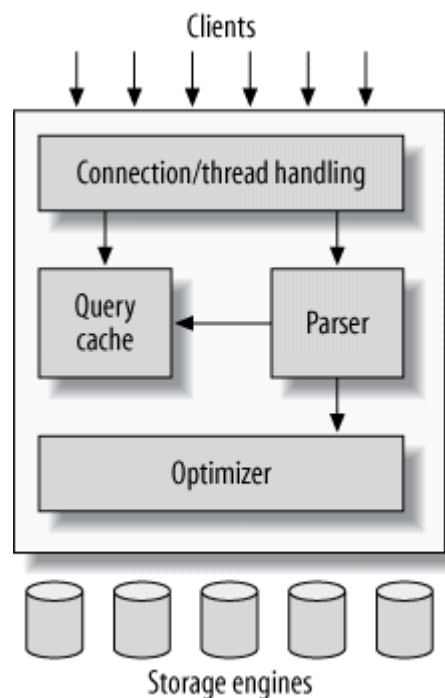 Clients
Connection/thread handling
Query
cache
Parser
Optimizer
Storage engines